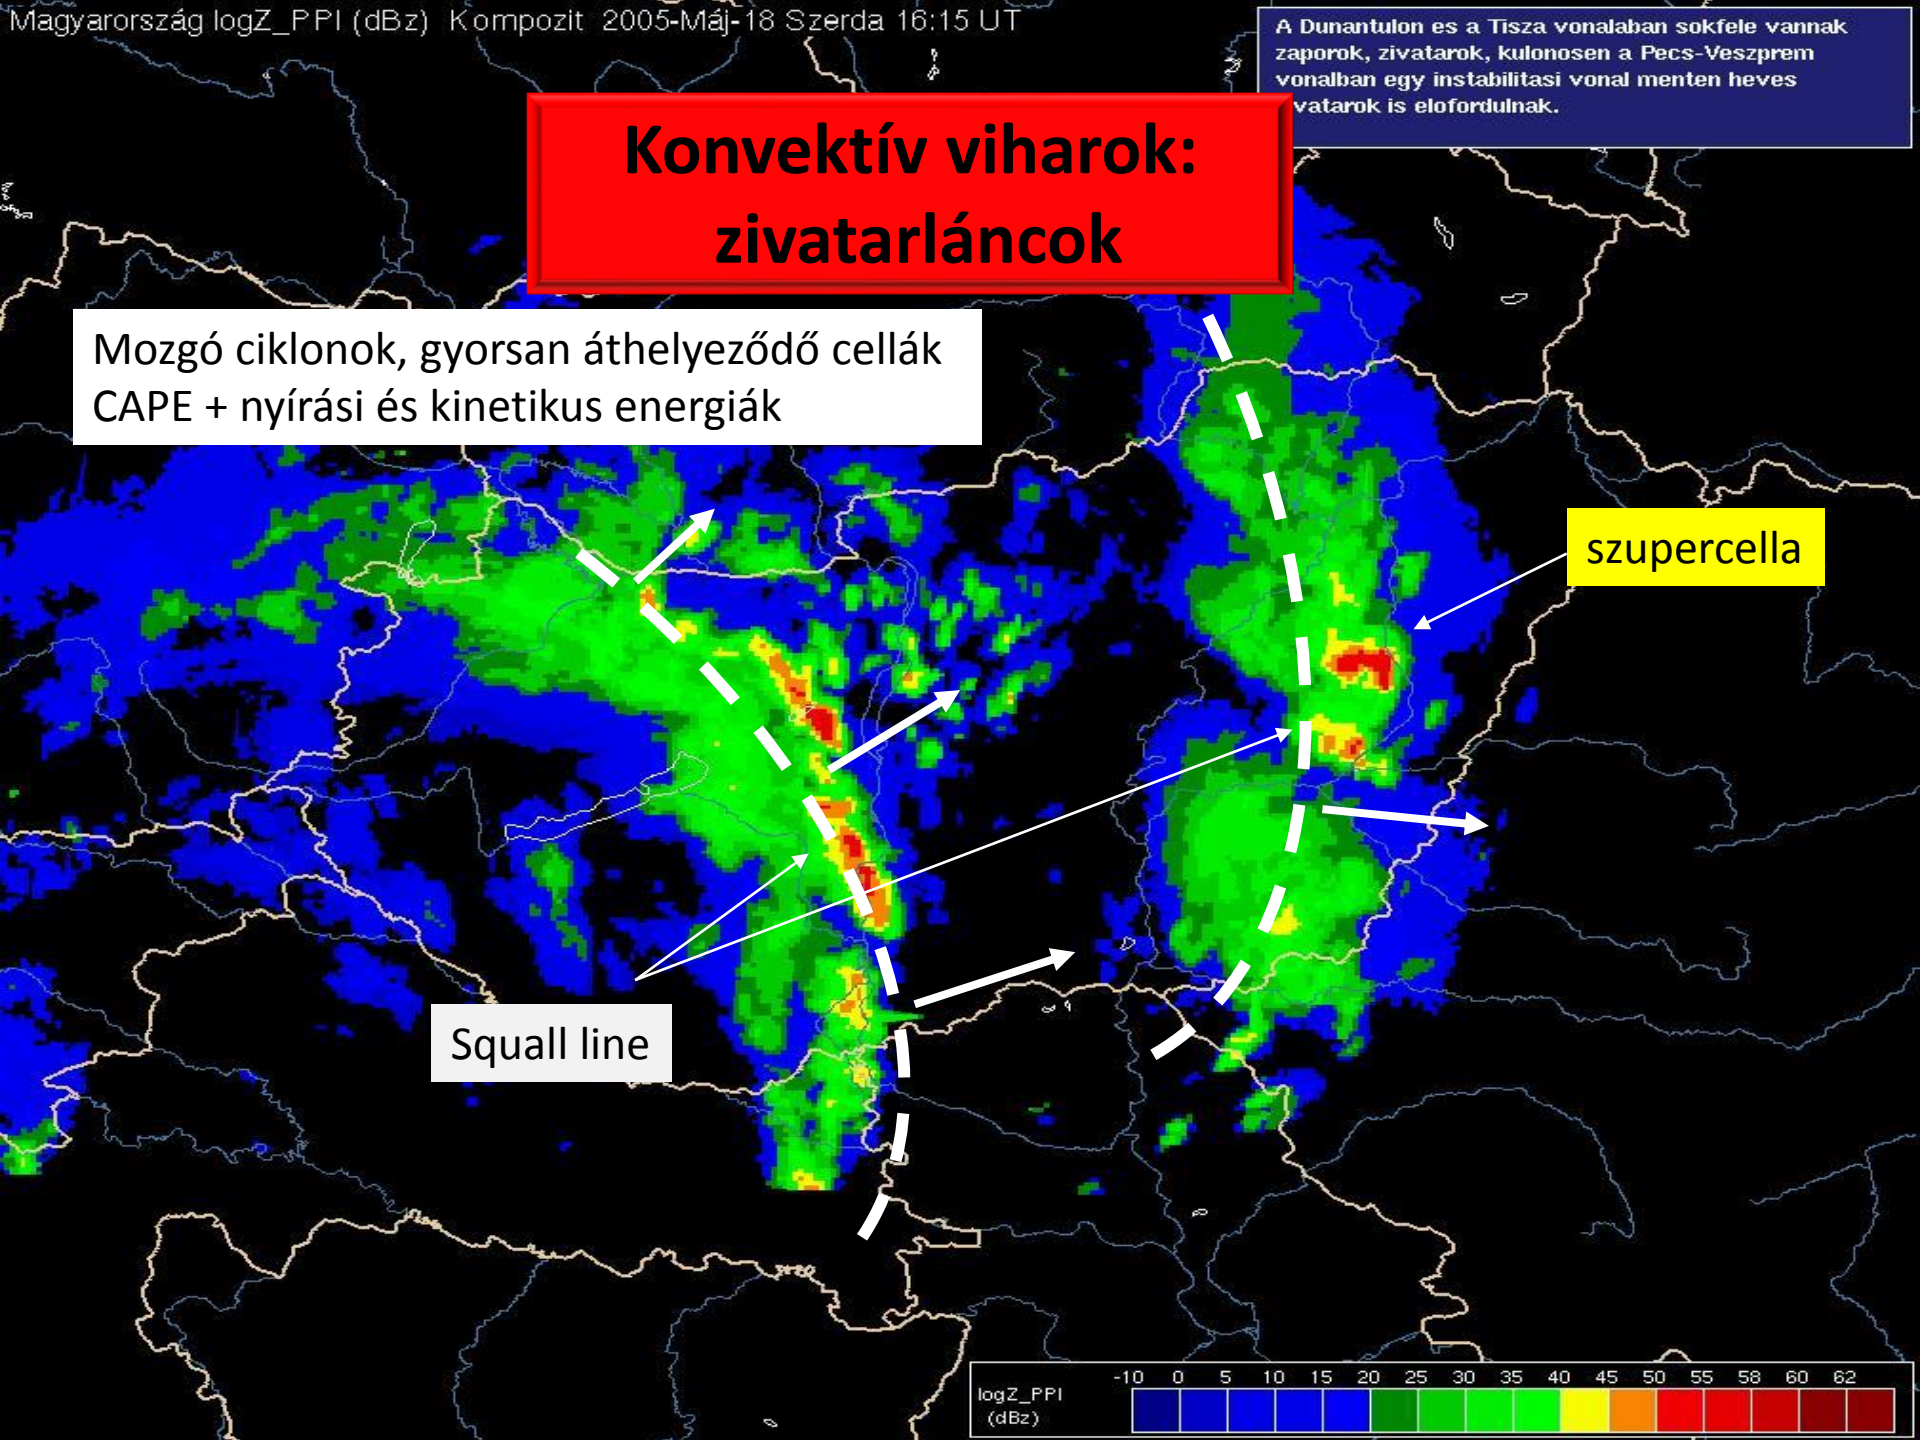 Magyarország logZ_PPI (dBz) Kompozit 2005-Máj-18 Szerda 16:15 UT
A Dunantulon es a Tisza vonalaban sokfele vannak
zaporok, zivatarok, kulonosen a Pecs-Veszprem
vonalban egy instabilitasi vonal menten heves
vatarok is elofordulnak.
Konvektív viharok:
zivatarláncok
Mozgó ciklonok, gyorsan áthelyeződő cellák
CAPE + nyírási és kinetikus energiák
szupercella
Squall line
-10 0 5 10 15 20 25 30 35 40 45 50 55 58 60 62
logZ_PPI
(dBz)